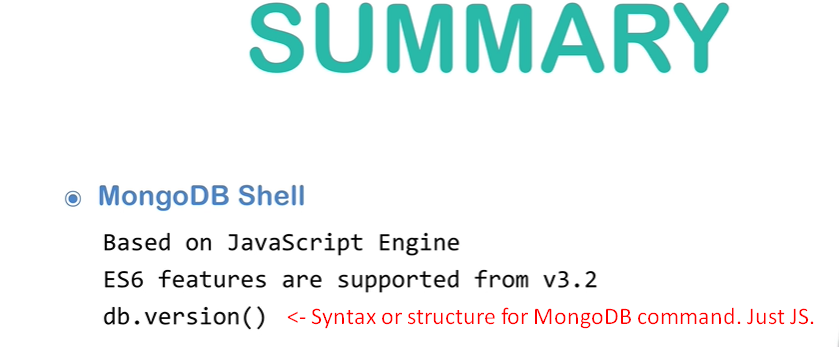 SUMMARY
MongoDB Shell
Based on JavaScript Engine
ES6 features are supported from v3.2
db.version() <- Syntax or structure for MongoDB command. Just JS.